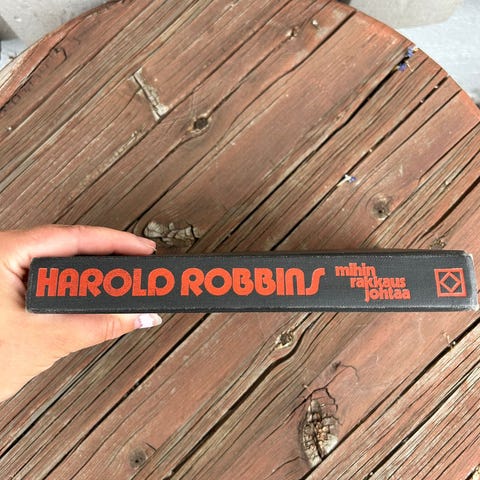 HAROLD ROBBINS
mihin
rakkaus
johtaa